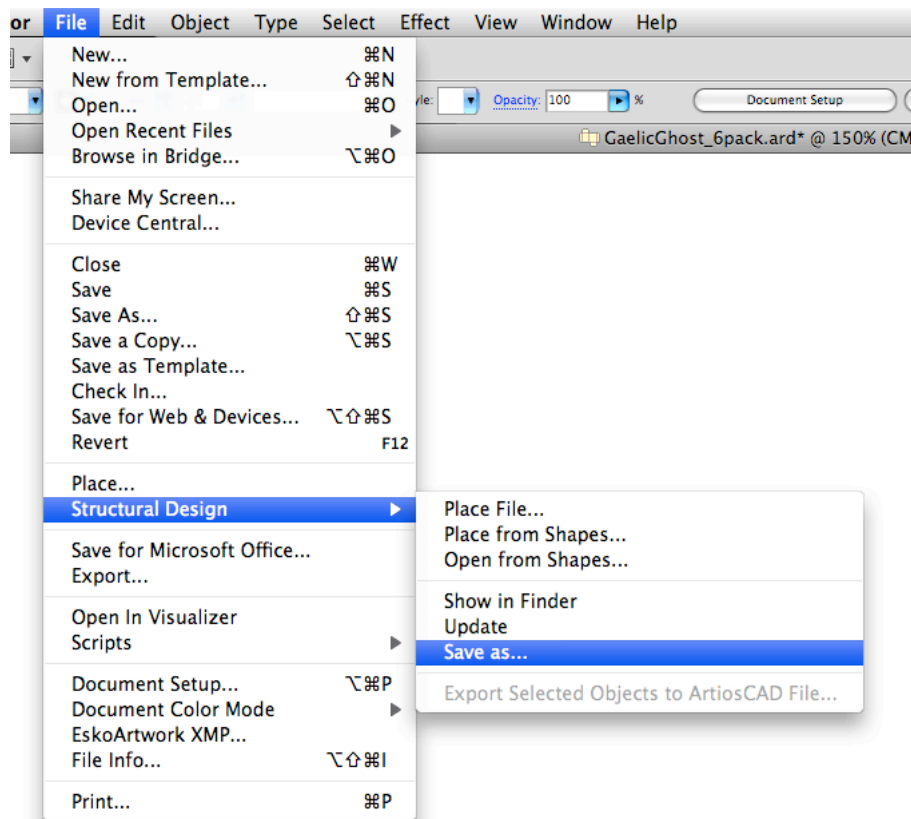 or File Edit Object Type Select Effect View Window Help
New... ⌘N
New from Template... ⇧⌘N
Open... ⌘O
Open Recent Files ▶
Browse in Bridge... ⌥⌘O
Share My Screen...
Device Central...
Close ⌘W
Save ⌘S
Save As... ⇧⌘S
Save a Copy... ⌥⌘S
Save as Template...
Check In...
Save for Web & Devices... ⌥⇧⌘S
Revert F12
Place...
Structural Design ▶
Save for Microsoft Office...
Export...
Open In Visualizer
Scripts ▶
Document Setup... ⌥⌘P
Document Color Mode ▶
EskoArtwork XMP...
File Info... ⌥⇧⌘I
Print... ⌘P
yle: Opacity: 100 % Document Setup
GaelicGhost_6pack.ard* @ 150% (CM
Place File...
Place from Shapes...
Open from Shapes...
Show in Finder
Update
Save as...
Export Selected Objects to ArtiosCAD File...